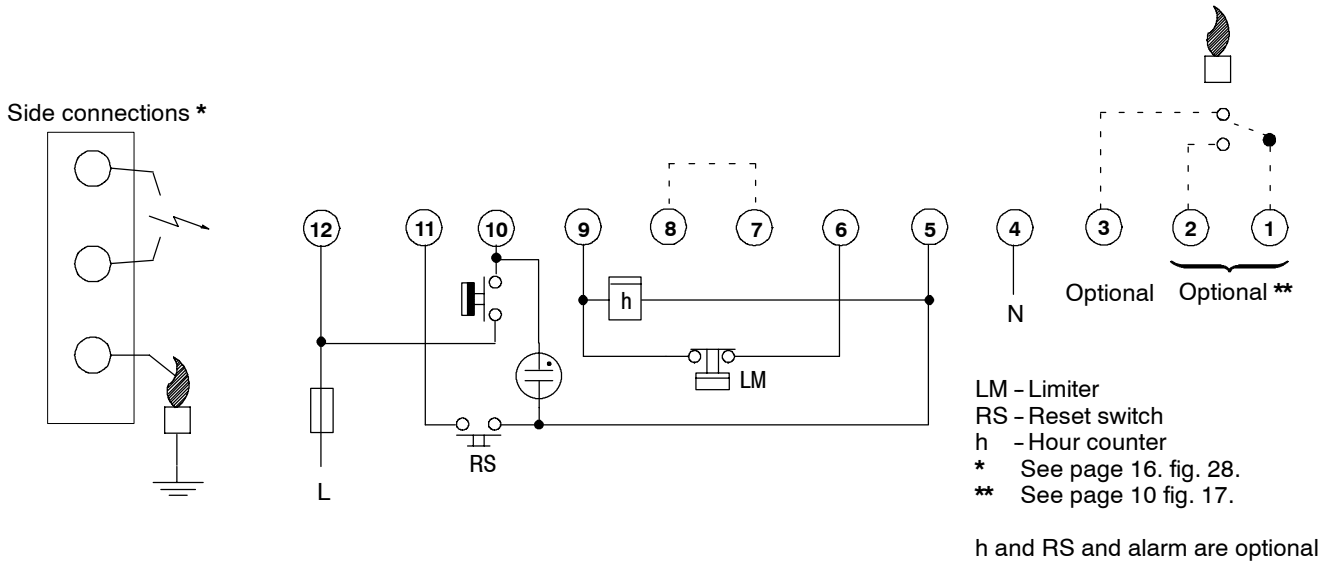 Side connections *
12
11
10
9
8
7
6
5
4
3
2
1
h
N
Optional
Optional **
LM
RS
L
LM - Limiter
RS - Reset switch
h - Hour counter
* See page 16. fig. 28.
** See page 10 fig. 17.
h and RS and alarm are optional